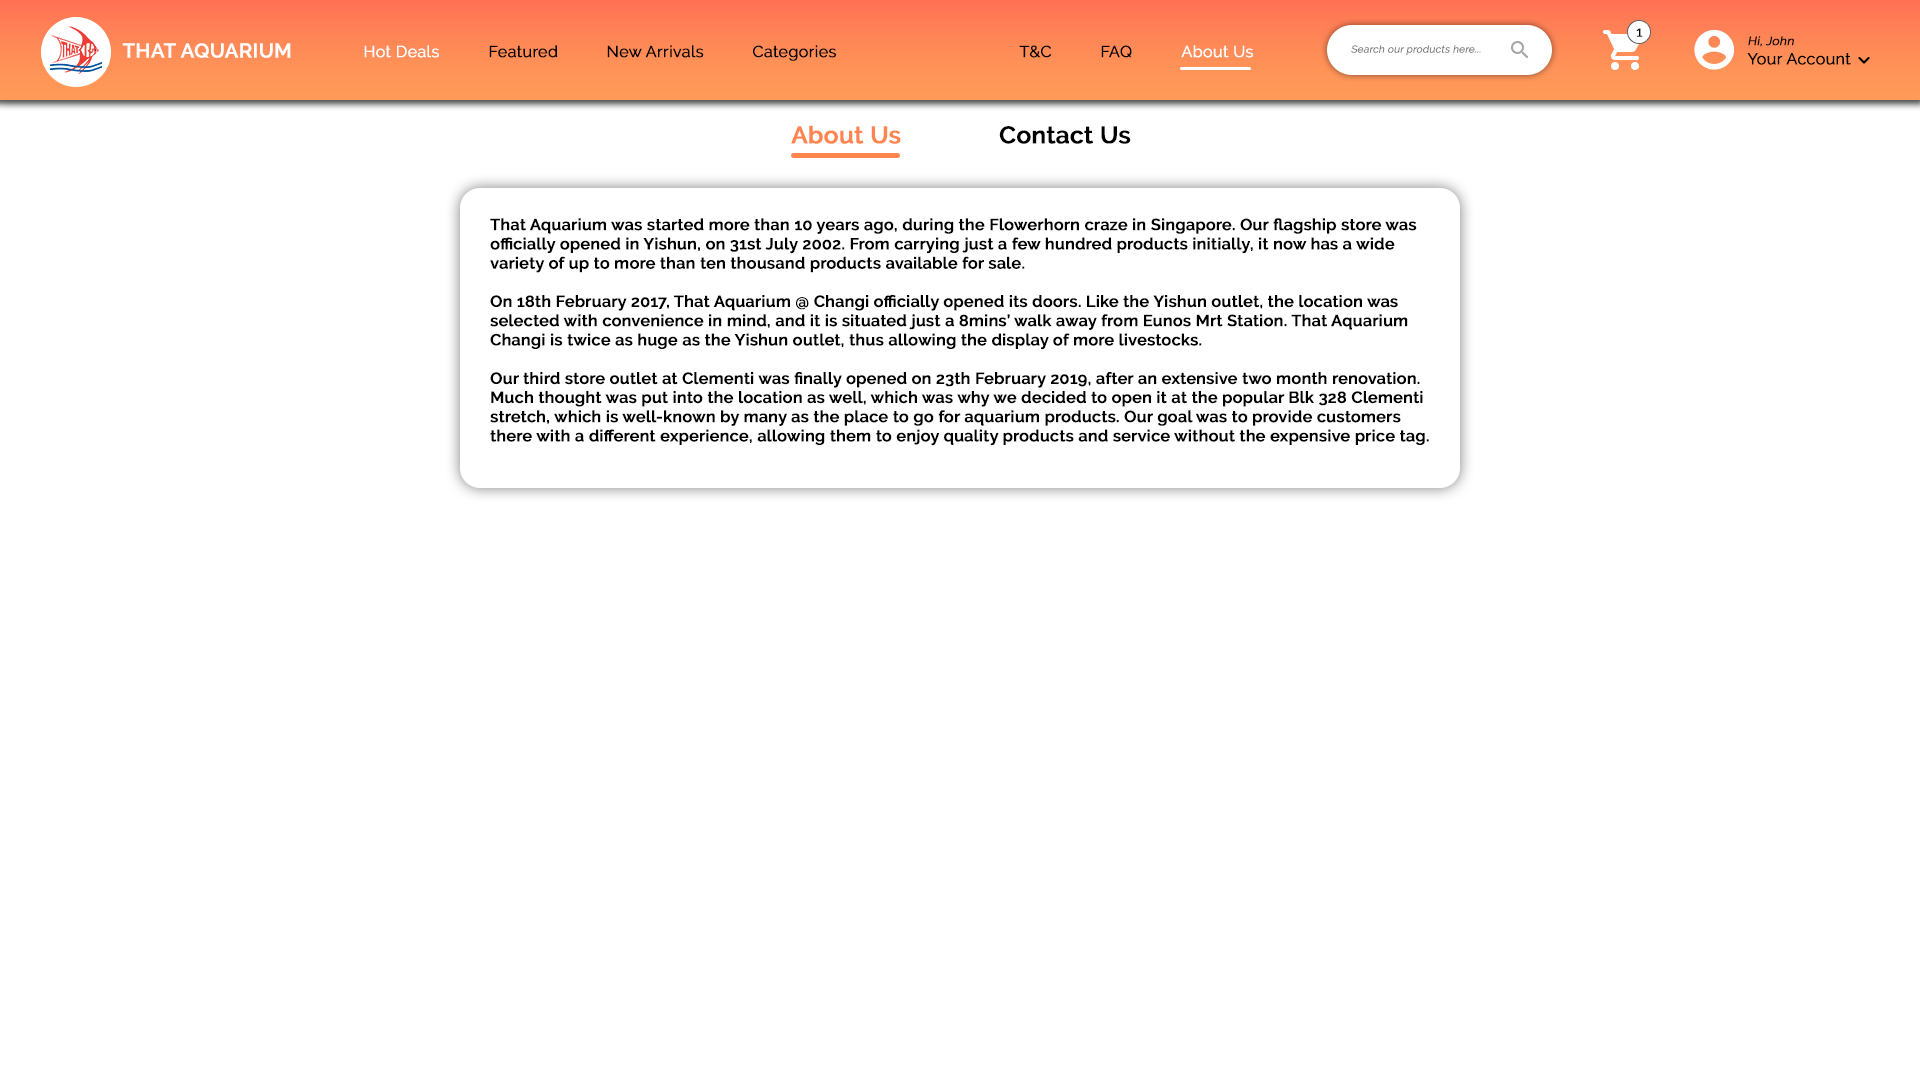 THAT AQUARIUM
Hot Deals
Featured
New Arrivals
Categories
T&C
FAQ
About Us
Search our products here...
1
Hi, John
Your Account
About Us
Contact Us
That Aquarium was started more than 10 years ago, during the Flowerhorn craze in Singapore. Our flagship store was
officially opened in Yishun, on 31st July 2002. From carrying just a few hundred products initially, it now has a wide
variety of up to more than ten thousand products available for sale.
On 18th February 2017, That Aquarium @ Changi officially opened its doors. Like the Yishun outlet, the location was
selected with convenience in mind, and it is situated just a 8mins' walk away from Eunos Mrt Station. That Aquarium
Changi is twice as huge as the Yishun outlet, thus allowing the display of more livestocks.
Our third store outlet at Clementi was finally opened on 23th February 2019, after an extensive two month renovation.
Much thought was put into the location as well, which was why we decided to open it at the popular Blk 328 Clementi
stretch, which is well-known by many as the place to go for aquarium products. Our goal was to provide customers
there with a different experience, allowing them to enjoy quality products and service without the expensive price tag.